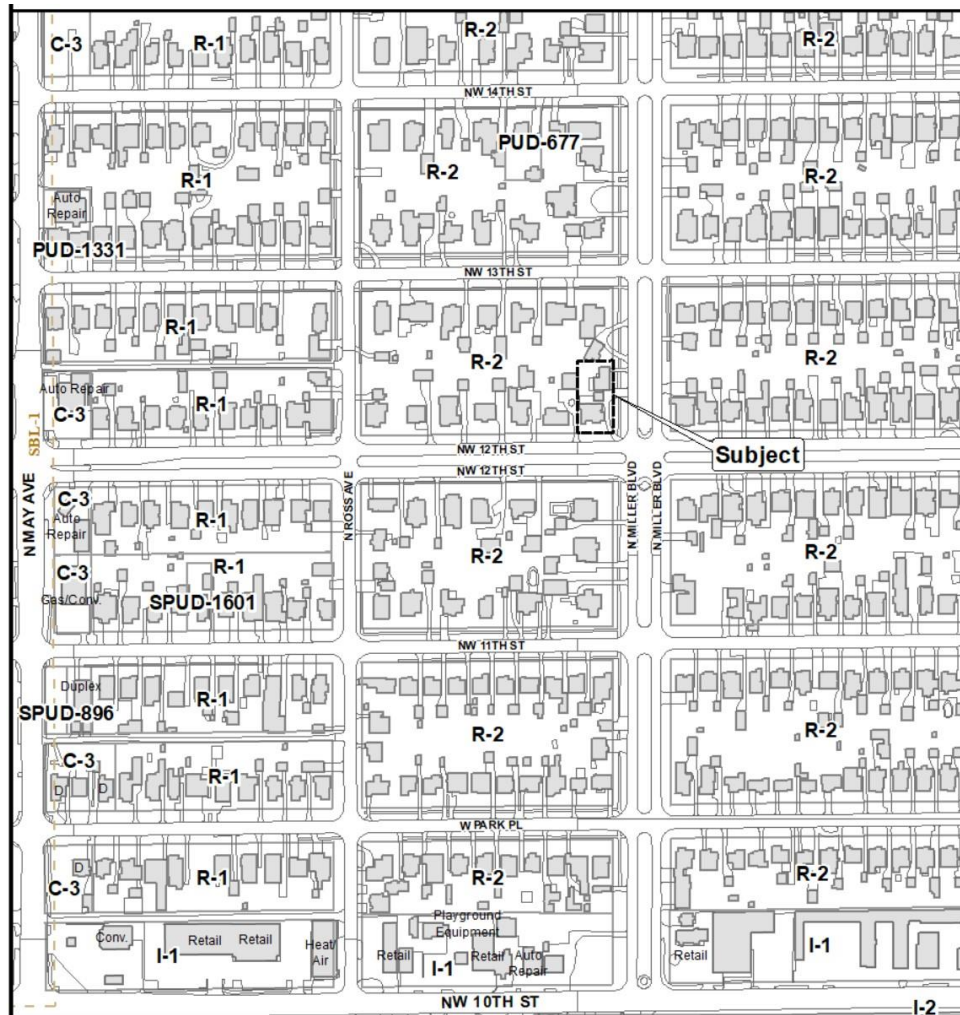 C-3
R-1
R-2
R-2
NW 14TH ST
PUD-677
R-1
R-2
R-2
Auto
Repair
PUD-1331
NW 13TH ST
R-1
R-2
R-2
Auto Repair
C-3
R-1
SBL-1
NW 12TH ST
Subject
NW 12TH ST
N MAY AVE
N ROSS AVE
N MILLER BLVD
N MILLER BLVD
C-3
Auto
Repair
R-1
R-2
R-2
C-3
R-1
Gas/Conv.
SPUD-1601
NW 11TH ST
Duplex
R-1
SPUD-896
R-2
R-2
C-3
R-1
D
D
W PARK PL
D
R-1
R-2
R-2
C-3
Playground
Equipment
Conv.
Retail
Retail
Heat/
Air
I-1
Retail
Retail
Auto
Repair
I-1
Retail
I-1
NW 10TH ST
I-2